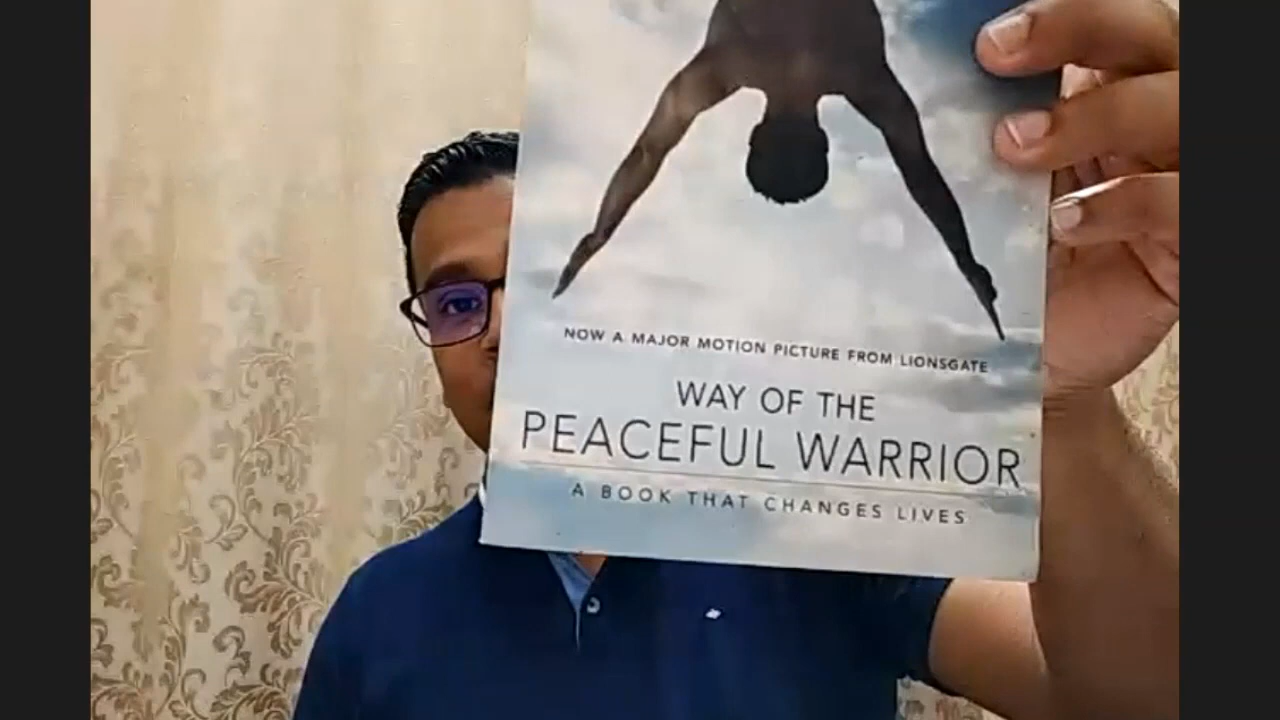 NOW A MAJOR MOTION PICTURE FROM LIONSGATE
WAY OF THE
PEACEFUL WARRIOR
A BOOK THAT CHANGES LIVES